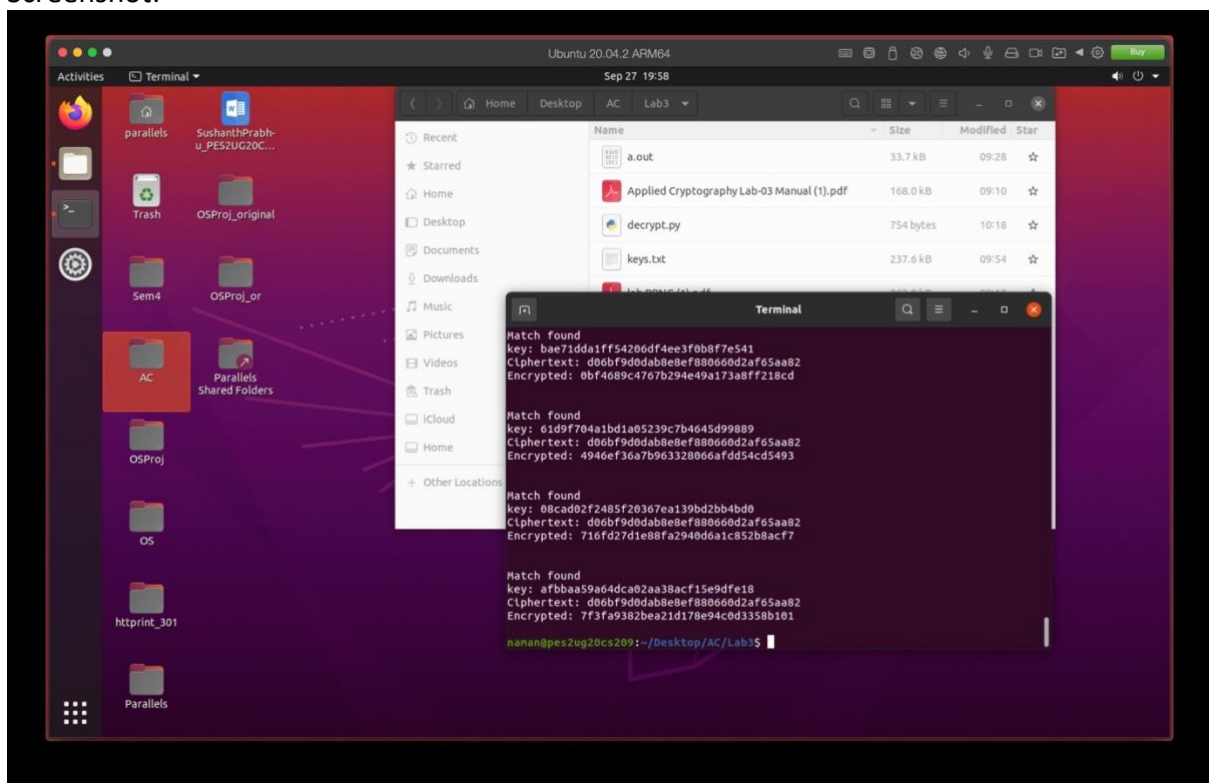 Screenshot:
Ubuntu 20.04.2 ARM64
Buy
Activities
Terminal
Sep 27 19:58
parallels
SushanthPrabh-
u_PES2UG20C...
Trash
OSProj_original
Sem4
OSProj_or
AC
Parallels
Shared Folders
OSProj
OS
httprint_301
Parallels
Home Desktop AC Lab3
Recent
Starred
Home
Desktop
Documents
Downloads
Music
Pictures
Videos
Trash
iCloud
Home
+ Other Locations
Name Size Modified Star
a.out 33.7 kB 09:28
Applied Cryptography Lab-03 Manual (1).pdf 168.0 kB 09:10
decrypt.py 754 bytes 10:18
keys.txt 237.6 kB 09:54
Terminal
Match found
key: bae71dda1ff54206df4ee3f0b8f7e541
Ciphertext: d06bf9d0dab8e8ef880660d2af65aa82
Encrypted: 0bf4689c4767b294e49a173a8ff218cd
Match found
key: 61d9f704a1bd1a05239c7b4645d99889
Ciphertext: d06bf9d0dab8e8ef880660d2af65aa82
Encrypted: 4946ef36a7b963328066afdd54cd5493
Match found
key: 08cad02f2485f20367ea139bd2bb4bd0
Ciphertext: d06bf9d0dab8e8ef880660d2af65aa82
Encrypted: 716fd27d1e88fa2940d6a1c852b8acf7
Match found
key: afbbaa59a64dca02aa38acf15e9dfe18
Ciphertext: d06bf9d0dab8e8ef880660d2af65aa82
Encrypted: 7f3fa9382bea21d178e94c0d3358b101
naman@pes2ug20cs209:~/Desktop/AC/Lab3$